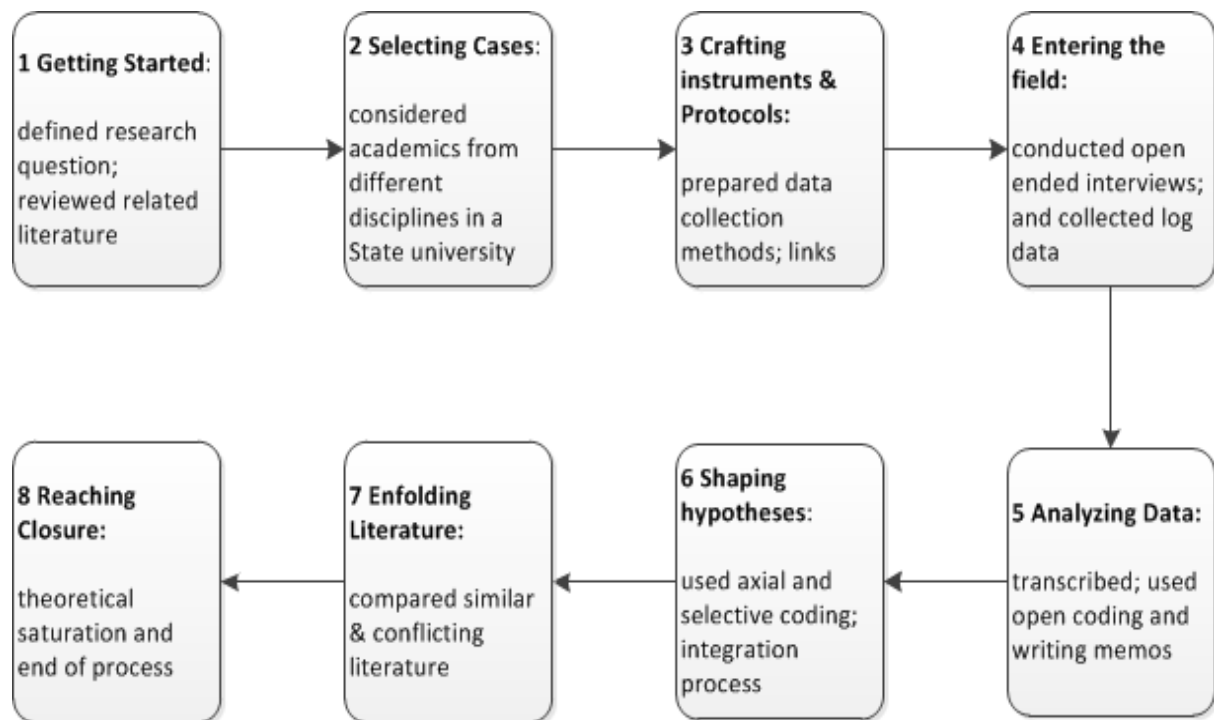 1 Getting Started:
defined research
question;
reviewed related
literature
2 Selecting Cases:
considered
academics from
different
disciplines in a
State university
3 Crafting
instruments &
Protocols:
prepared data
collection
methods; links
4 Entering the
field:
conducted open
ended interviews;
and collected log
data
5 Analyzing Data:
transcribed; used
open coding and
writing memos
6 Shaping
hypotheses:
used axial and
selective coding;
integration
process
7 Enfolding
Literature:
compared similar
& conflicting
literature
8 Reaching
Closure:
theoretical
saturation and
end of process